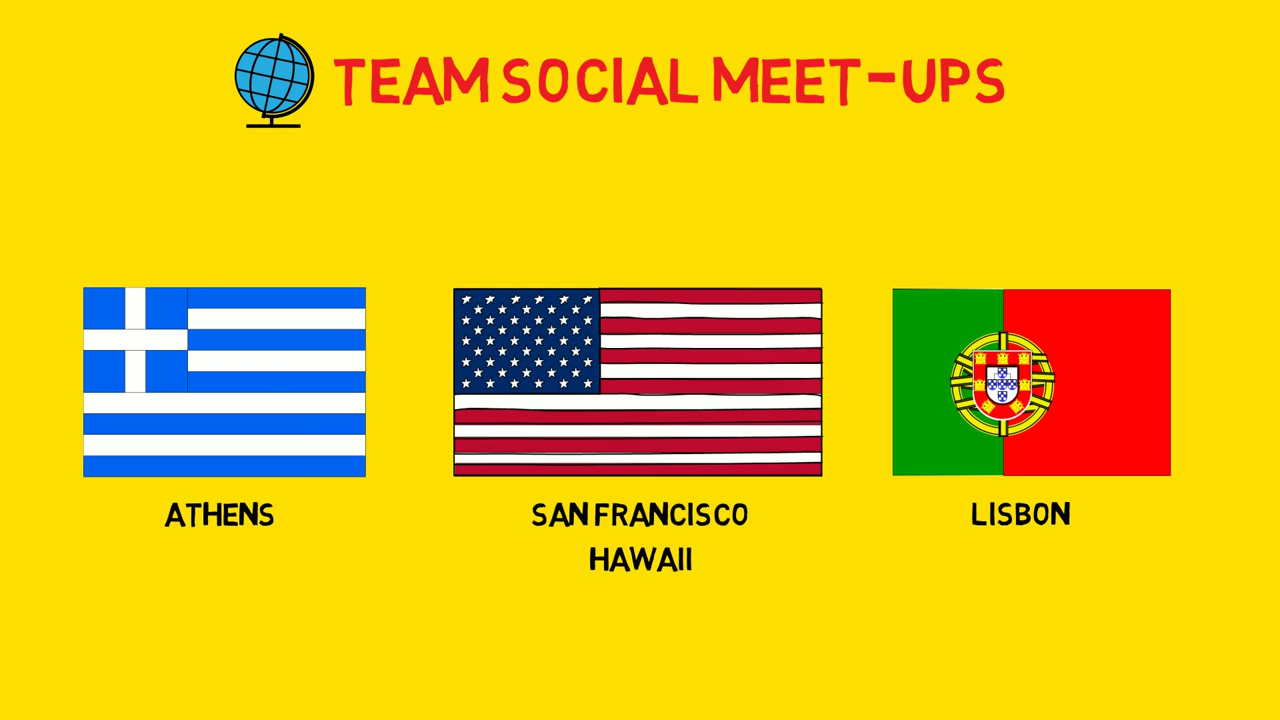 TEAM SOCIAL MEET-UPS
ATHENS
SAN FRANCISCO
HAWAII
LISBON